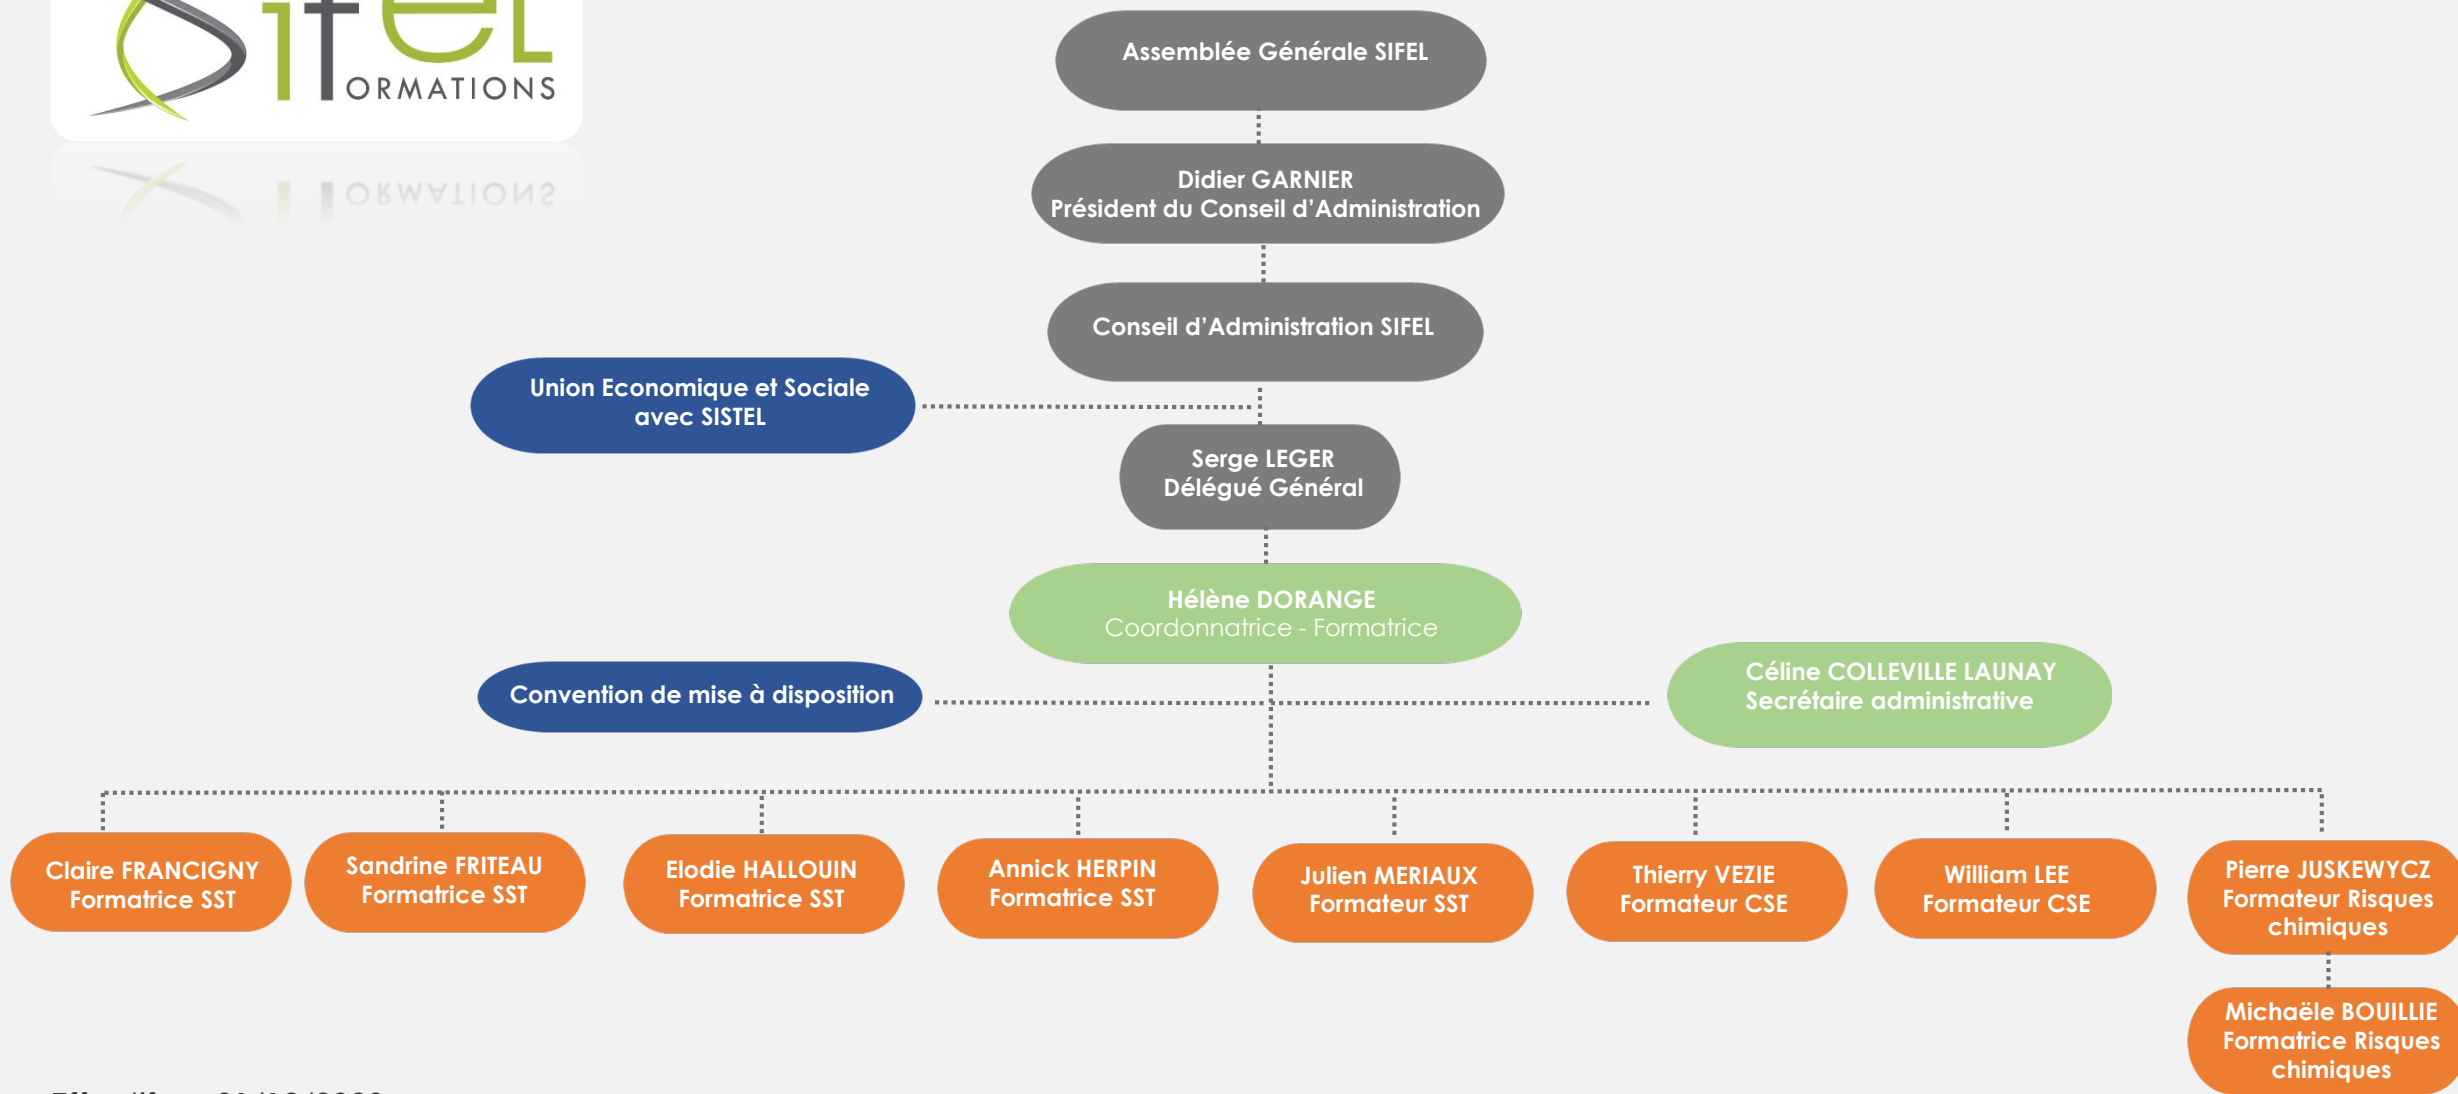 SIFEL
FORMATIONS
Assemblée Générale SIFEL
Didier GARNIER
Président du Conseil d’Administration
Conseil d’Administration SIFEL
Union Economique et Sociale
avec SISTEL
Serge LEGER
Délégué Général
Hélène DORANGE
Coordonnatrice - Formatrice
Convention de mise à disposition
Céline COLLEVILLE LAUNAY
Secrétaire administrative
Claire FRANCIGNY
Formatrice SST
Sandrine FRITEAU
Formatrice SST
Elodie HALLOUIN
Formatrice SST
Annick HERPIN
Formatrice SST
Julien MERIAUX
Formateur SST
Thierry VEZIE
Formateur CSE
William LEE
Formateur CSE
Pierre JUSKEWYCZ
Formateur Risques
chimiques
Michaële BOUILLIE
Formatrice Risques
chimiques